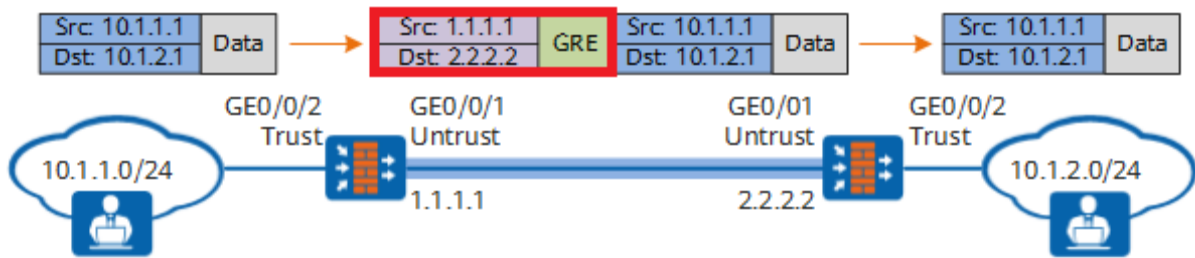 Src: 10.1.1.1
Dst: 10.1.2.1
Data
Src: 1.1.1.1
Dst: 2.2.2.2
GRE
Src: 10.1.1.1
Dst: 10.1.2.1
Data
Src: 10.1.1.1
Dst: 10.1.2.1
Data
GE0/0/2
Trust
GE0/0/1
Untrust
GE0/01
Untrust
GE0/0/2
Trust
10.1.1.0/24
1.1.1.1
2.2.2.2
10.1.2.0/24